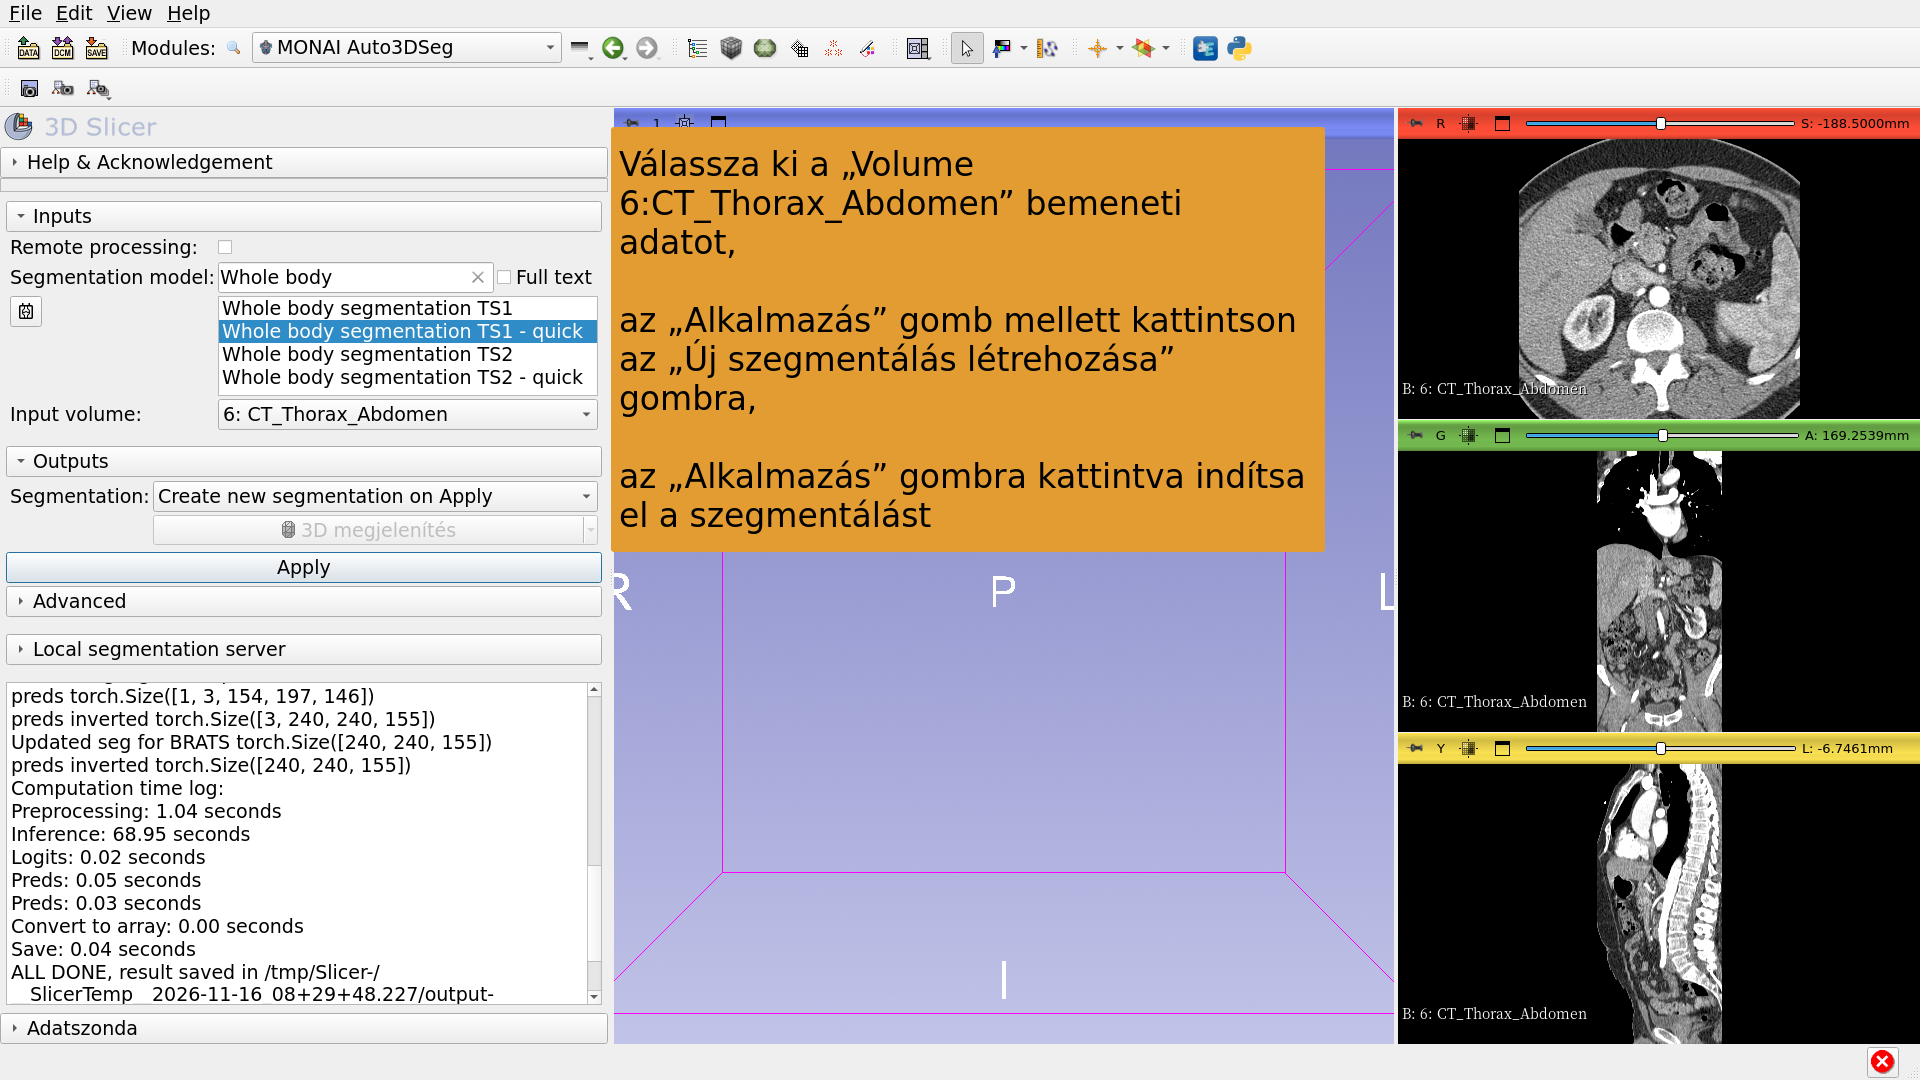 File Edit View Help
DATA DCM SAVE Modules: MONAI Auto3DSeg
3D Slicer
Help & Acknowledgement
Inputs
Remote processing:
Segmentation model: Whole body Full text
Whole body segmentation TS1
Whole body segmentation TS1 - quick
Whole body segmentation TS2
Whole body segmentation TS2 - quick
Input volume: 6: CT_Thorax_Abdomen
Outputs
Segmentation: Create new segmentation on Apply
3D megjelenítés
Apply
Advanced
Local segmentation server
preds torch.Size([1, 3, 154, 197, 146])
preds inverted torch.Size([3, 240, 240, 155])
Updated seg for BRATS torch.Size([240, 240, 155])
preds inverted torch.Size([240, 240, 155])
Computation time log:
Preprocessing: 1.04 seconds
Inference: 68.95 seconds
Logits: 0.02 seconds
Preds: 0.05 seconds
Preds: 0.03 seconds
Convert to array: 0.00 seconds
Save: 0.04 seconds
ALL DONE, result saved in /tmp/Slicer-/
__SlicerTemp__2026-11-16_08+29+48.227/output-
Adatszonda
1
Válassza ki a „Volume
6:CT_Thorax_Abdomen” bemeneti
adatot,
az „Alkalmazás” gomb mellett kattintson
az „Új szegmentálás létrehozása”
gombra,
az „Alkalmazás” gombra kattintva indítsa
el a szegmentálást
R P L
I
R S: -188.5000mm
B: 6: CT_Thorax_Abdomen
G A: 169.2539mm
B: 6: CT_Thorax_Abdomen
Y L: -6.7461mm
B: 6: CT_Thorax_Abdomen